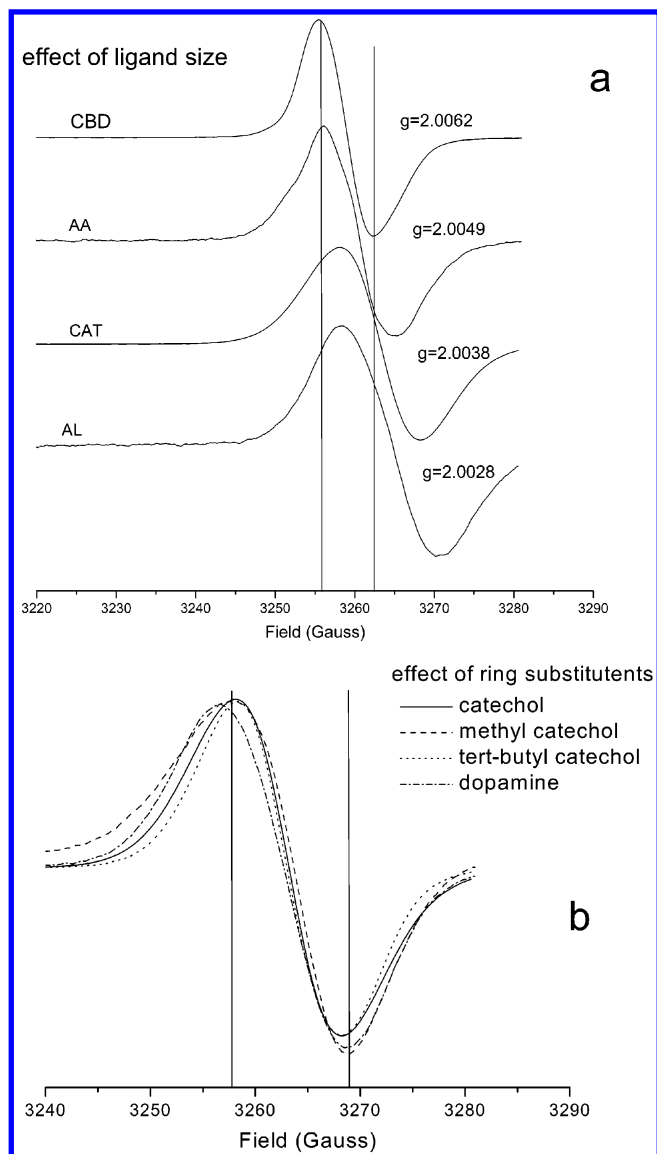 effect of ligand size
a
CBD
g=2.0062
AA
g=2.0049
CAT
g=2.0038
AL
g=2.0028
3220 3230 3240 3250 3260 3270 3280 3290
Field (Gauss)
effect of ring substitutents
catechol
methyl catechol
tert-butyl catechol
dopamine
b
3240 3250 3260 3270 3280 3290
Field (Gauss)